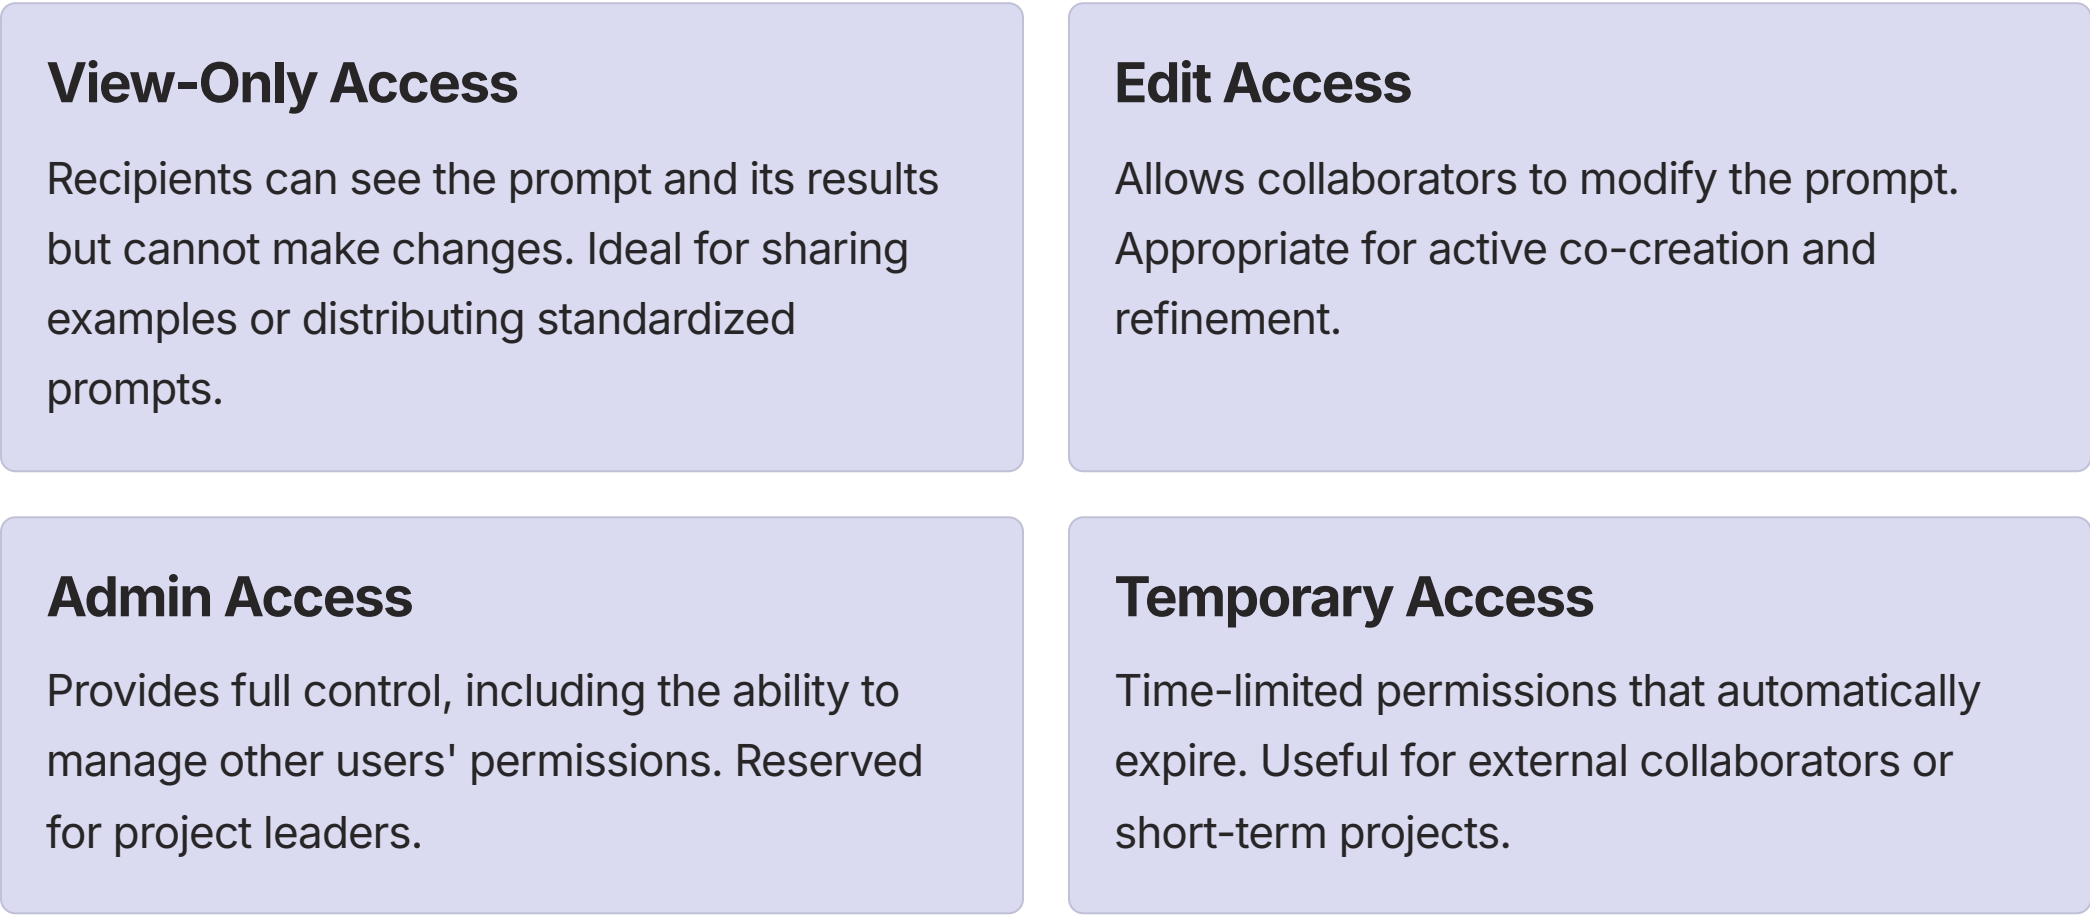 View-Only Access
Recipients can see the prompt and its results
but cannot make changes. Ideal for sharing
examples or distributing standardized
prompts.
Edit Access
Allows collaborators to modify the prompt.
Appropriate for active co-creation and
refinement.
Admin Access
Provides full control, including the ability to
manage other users' permissions. Reserved
for project leaders.
Temporary Access
Time-limited permissions that automatically
expire. Useful for external collaborators or
short-term projects.